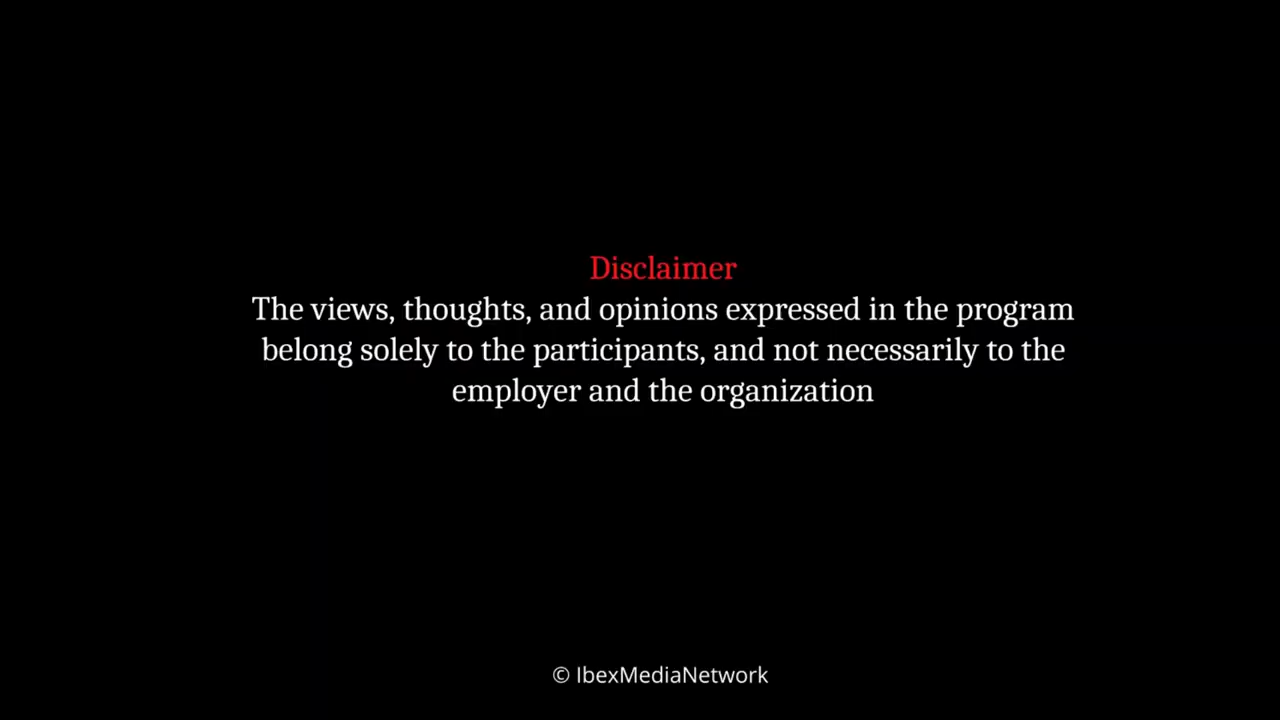 Disclaimer
The views, thoughts, and opinions expressed in the program
belong solely to the participants, and not necessarily to the
employer and the organization
© IbexMediaNetwork